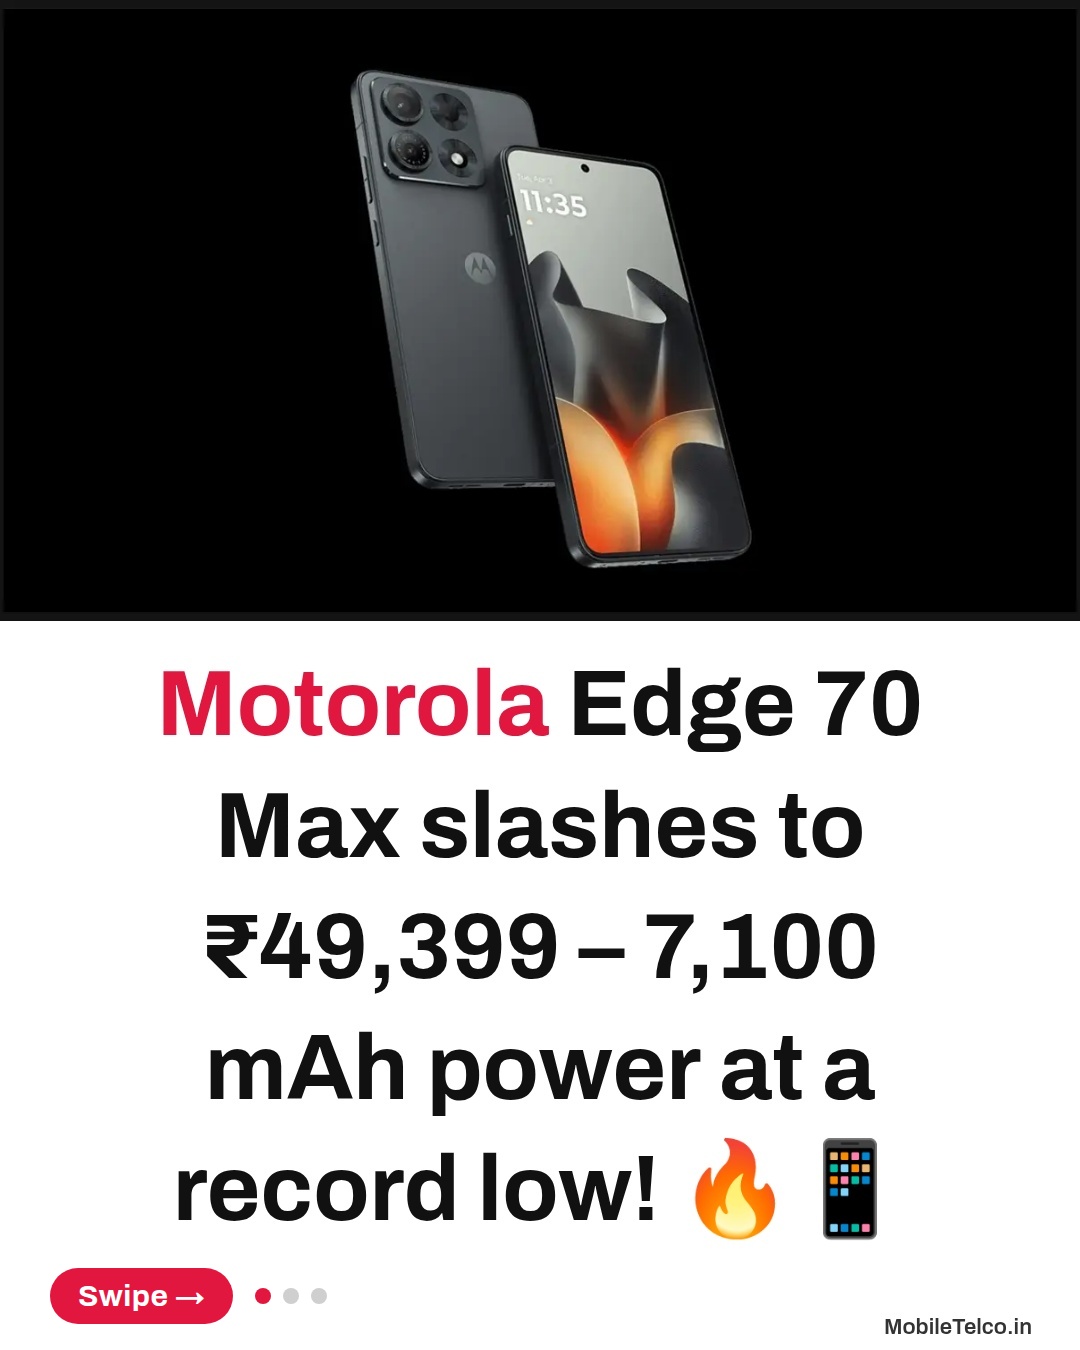 11:35
Motorola Edge 70
Max slashes to
₹49,399 – 7,100
mAh power at a
record low! 🔥 📱
Swipe →
MobileTelco.in